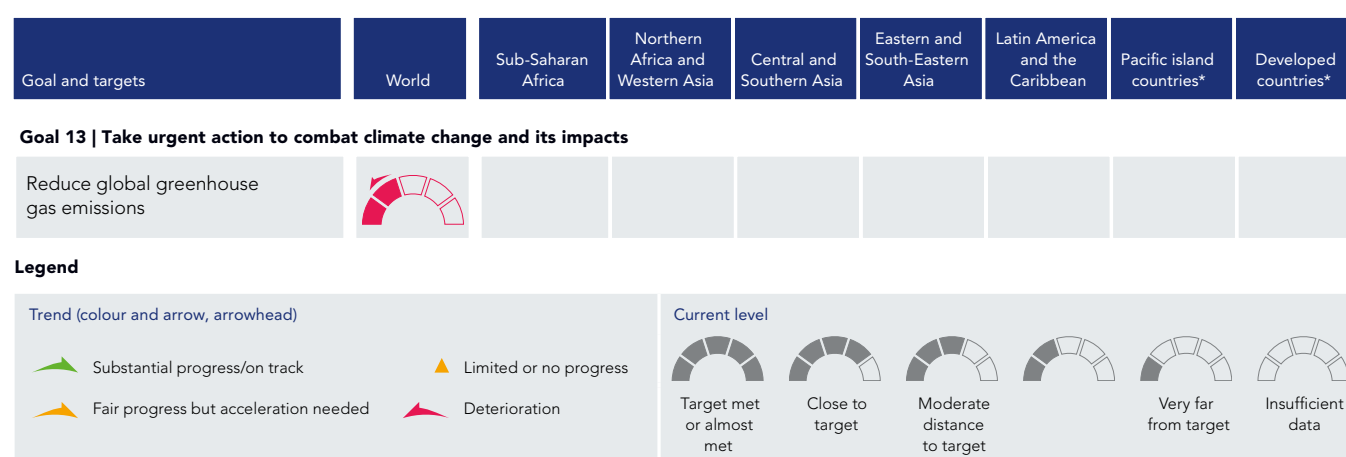 Goal and targets
World
Sub-Saharan
Africa
Northern
Africa and
Western Asia
Central and
Southern Asia
Eastern and
South-Eastern
Asia
Latin America
and the
Caribbean
Pacific island
countries*
Developed
countries*
Goal 13 | Take urgent action to combat climate change and its impacts
Reduce global greenhouse
gas emissions
Legend
Trend (colour and arrow, arrowhead)
Substantial progress/on track
Limited or no progress
Fair progress but acceleration needed
Deterioration
Current level
Target met
or almost
met
Close to
target
Moderate
distance
to target
Very far
from target
Insufficient
data